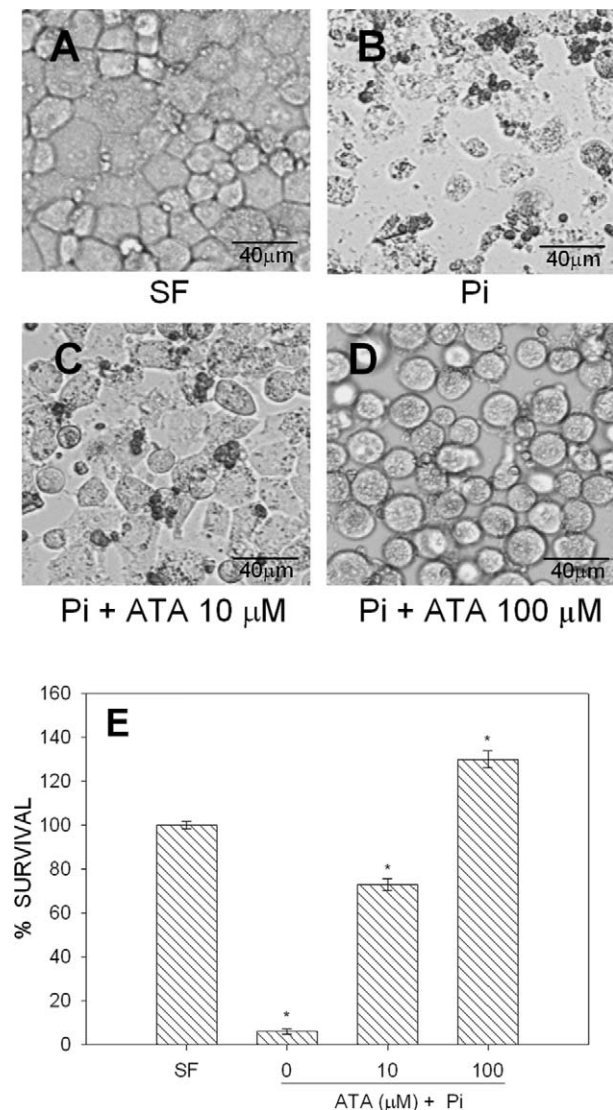 A
40μm
SF
B
40μm
Pi
C
40μm
Pi + ATA 10 μM
D
40μm
Pi + ATA 100 μM
E
% SURVIVAL
160
140
120
100
80
60
40
20
0
*
*
*
SF
0
10
100
ATA (μM) + Pi